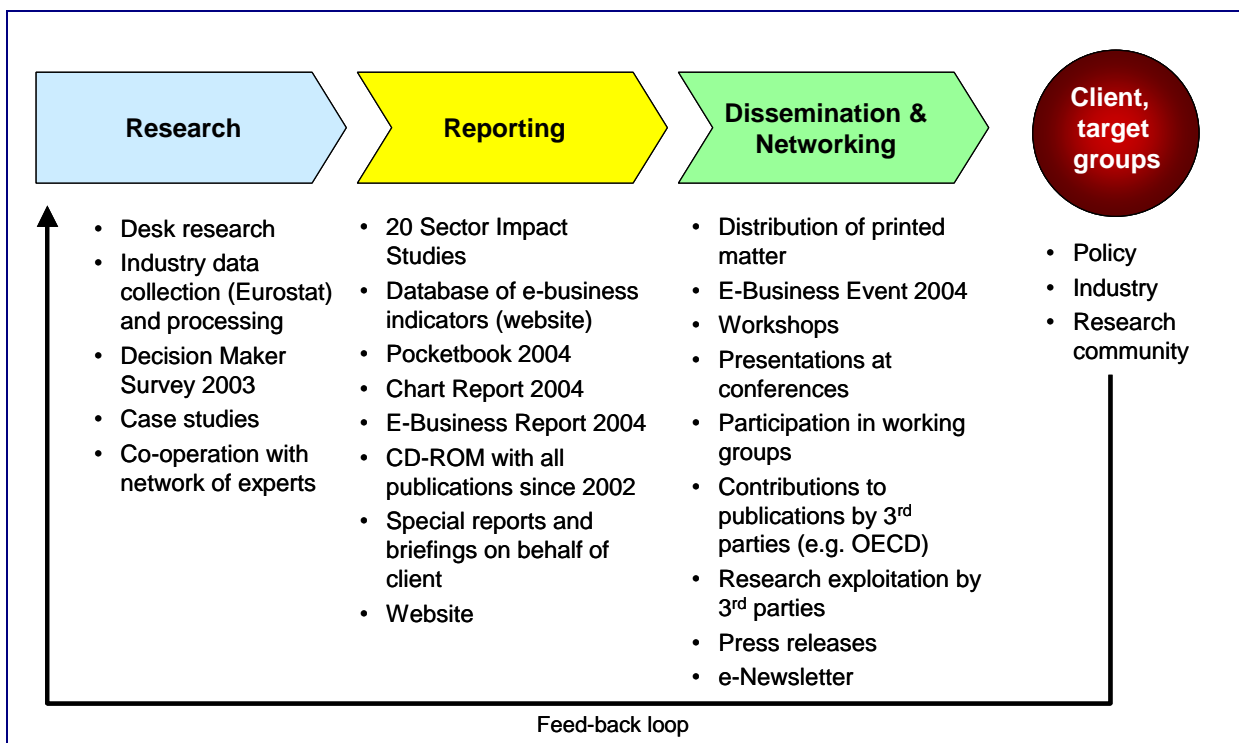 Research
Reporting
Dissemination &
Networking
Client,
target
groups
• Desk research
• Industry data
collection (Eurostat)
and processing
• Decision Maker
Survey 2003
• Case studies
• Co-operation with
network of experts
• 20 Sector Impact
Studies
• Database of e-business
indicators (website)
• Pocketbook 2004
• Chart Report 2004
• E-Business Report 2004
• CD-ROM with all
publications since 2002
• Special reports and
briefings on behalf of
client
• Website
• Distribution of printed
matter
• E-Business Event 2004
• Workshops
• Presentations at
conferences
• Participation in working
groups
• Contributions to
publications by 3rd
parties (e.g. OECD)
• Research exploitation by
3rd parties
• Press releases
• e-Newsletter
• Policy
• Industry
• Research
community
Feed-back loop